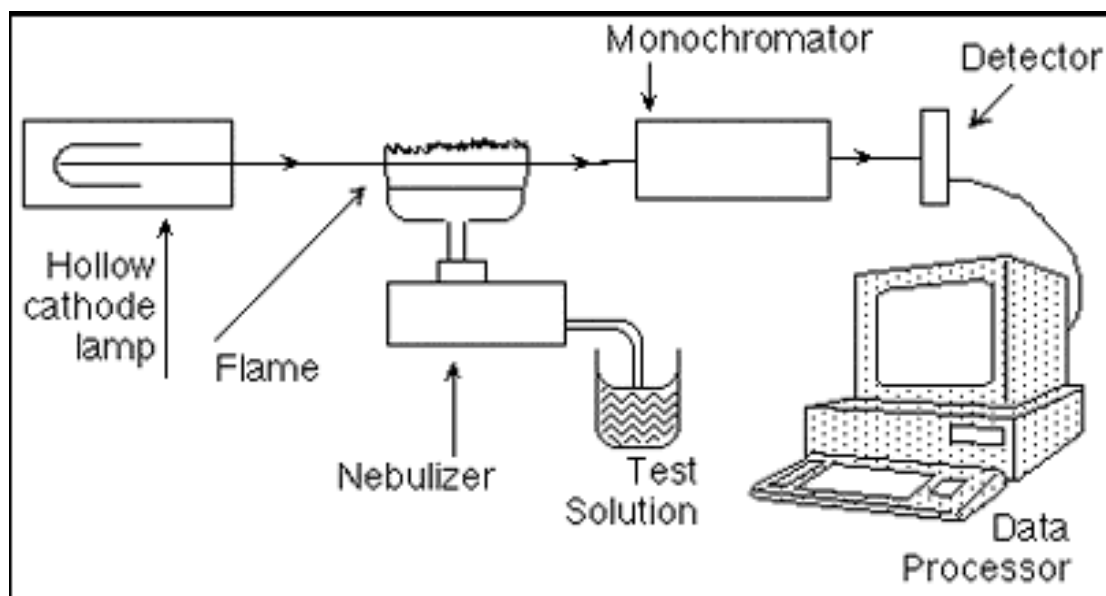 Monochromator
Detector
Hollow
cathode
lamp
Flame
Nebulizer
Test
Solution
Data
Processor